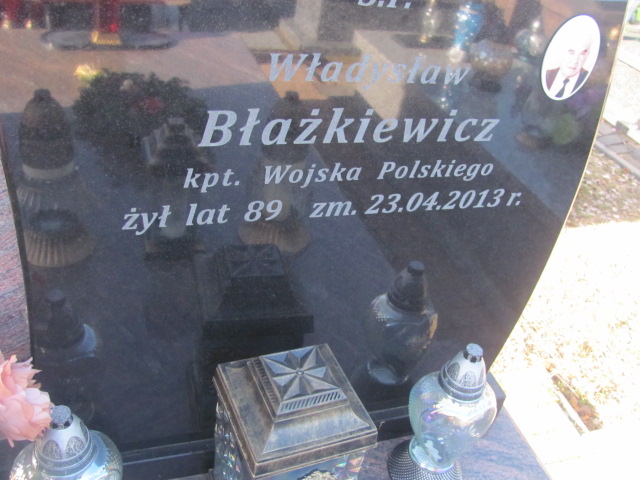 Ś.P.
Władysław
Błażkiewicz
kpt. Wojska Polskiego
żył lat 89 zm. 23.04.2013 r.